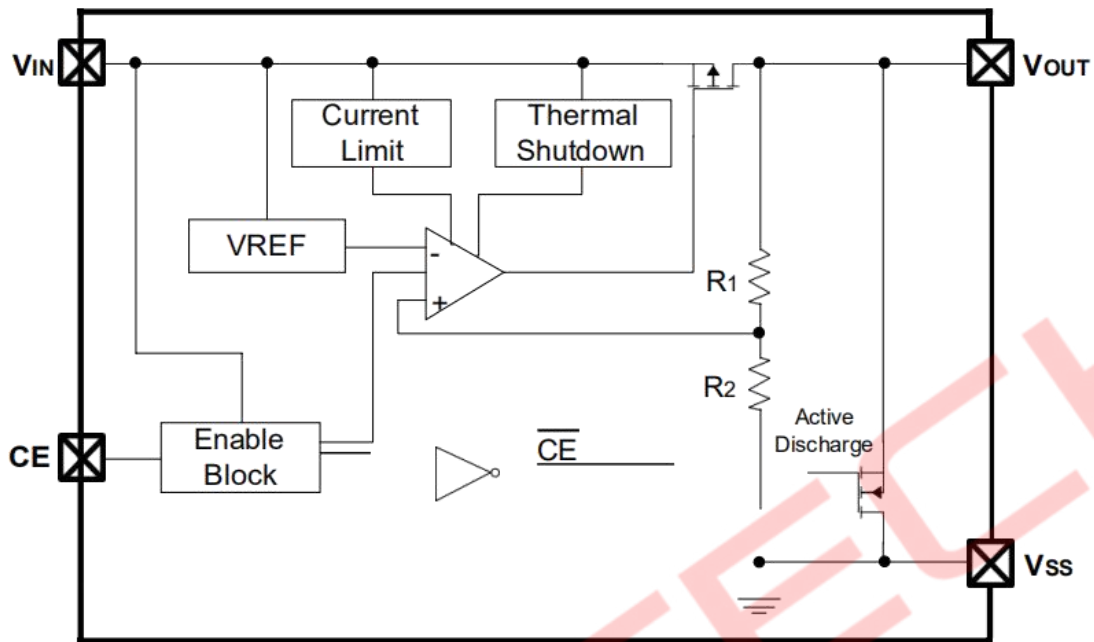 VIN
VOUT
Current
Limit
Thermal
Shutdown
VREF
-
+
R1
R2
Active
Discharge
CE
Enable
Block
CE
VSS